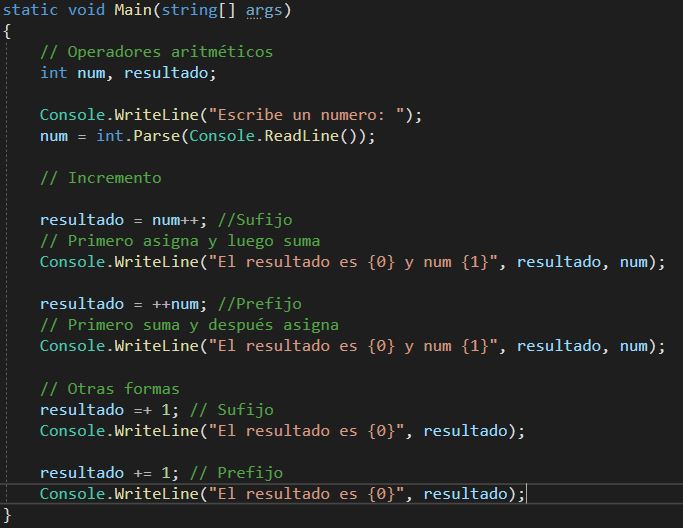 static void Main(string[] args)
{
// Operadores aritméticos
int num, resultado;
Console.WriteLine("Escribe un numero: ");
num = int.Parse(Console.ReadLine());
// Incremento
resultado = num++; //Sufijo
// Primero asigna y luego suma
Console.WriteLine("El resultado es {0} y num {1}", resultado, num);
resultado = ++num; //Prefijo
// Primero suma y después asigna
Console.WriteLine("El resultado es {0} y num {1}", resultado, num);
// Otras formas
resultado =+ 1; // Sufijo
Console.WriteLine("El resultado es {0}", resultado);
resultado += 1; // Prefijo
Console.WriteLine("El resultado es {0}", resultado);
}